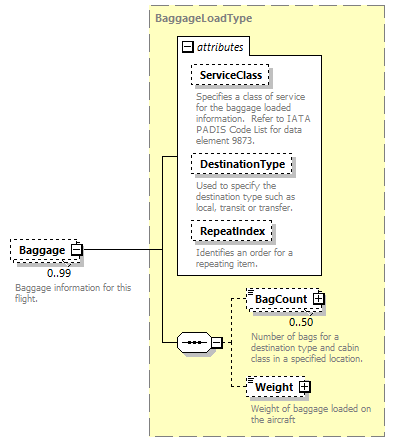 BaggageLoadType
attributes
ServiceClass
Specifies a class of service
for the baggage loaded
information.  Refer to IATA
PADIS Code List for data
element 9873.
DestinationType
Used to specify the
destination type such as
local, transit or transfer.
RepeatIndex
Identifies an order for a
repeating item.
Baggage
0..99
Baggage information for this
flight.
BagCount
0..50
Number of bags for a
destination type and cabin
class in a specified location.
Weight
Weight of baggage loaded on
the aircraft